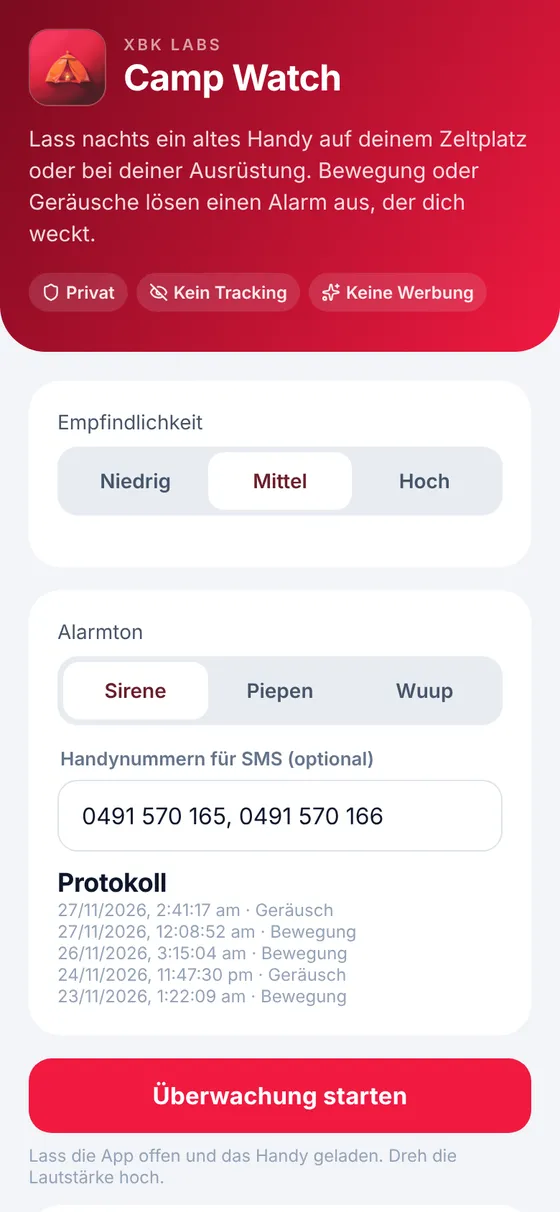 XBK LABS
Camp Watch
Lass nachts ein altes Handy auf deinem Zeltplatz
oder bei deiner Ausrüstung. Bewegung oder
Geräusche lösen einen Alarm aus, der dich
weckt.
Privat Kein Tracking Keine Werbung
Empfindlichkeit
Niedrig Mittel Hoch
Alarmton
Sirene Piepen Wuup
Handynummern für SMS (optional)
0491 570 165, 0491 570 166
Protokoll
27/11/2026, 2:41:17 am · Geräusch
27/11/2026, 12:08:52 am · Bewegung
26/11/2026, 3:15:04 am · Bewegung
24/11/2026, 11:47:30 pm · Geräusch
23/11/2026, 1:22:09 am · Bewegung
Überwachung starten
Lass die App offen und das Handy geladen. Dreh die
Lautstärke hoch.